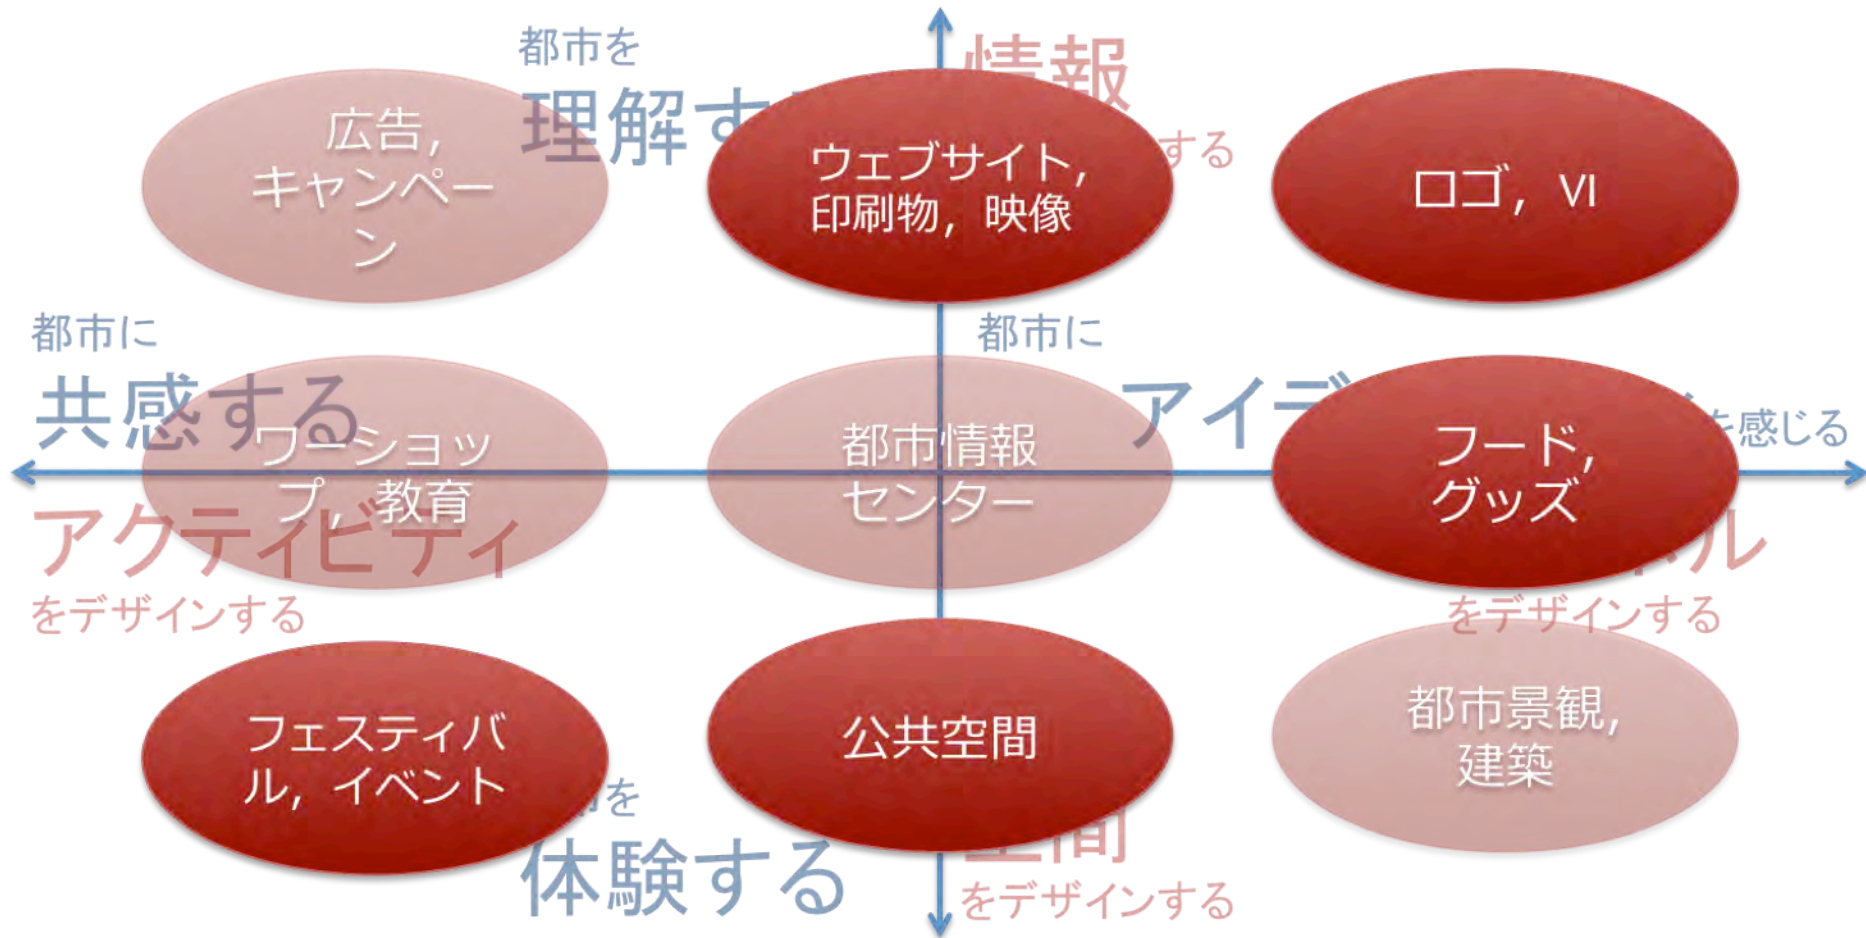 都市を
理解す
情報
する
広告,
キャンペー
ン
ウェブサイト,
印刷物, 映像
ロゴ, VI
都市に
共感する
都市に
アイデ
を感じる
ワークショッ
プ, 教育
都市情報
センター
フード,
グッズ
アクティビティ
をデザインする
ル
をデザインする
フェスティバ
ル, イベント
公共空間
都市景観,
建築
を
体験する
空間
をデザインする